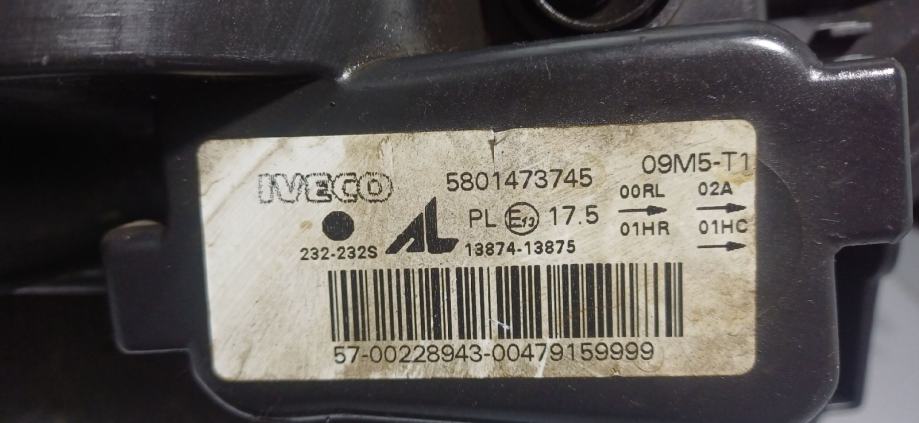 IVECO 5801473745 09M5-T1
00RL 02A
PL E13 17.5
01HR 01HC
232-232S AL 13874-13875
57-00228943-00479159999